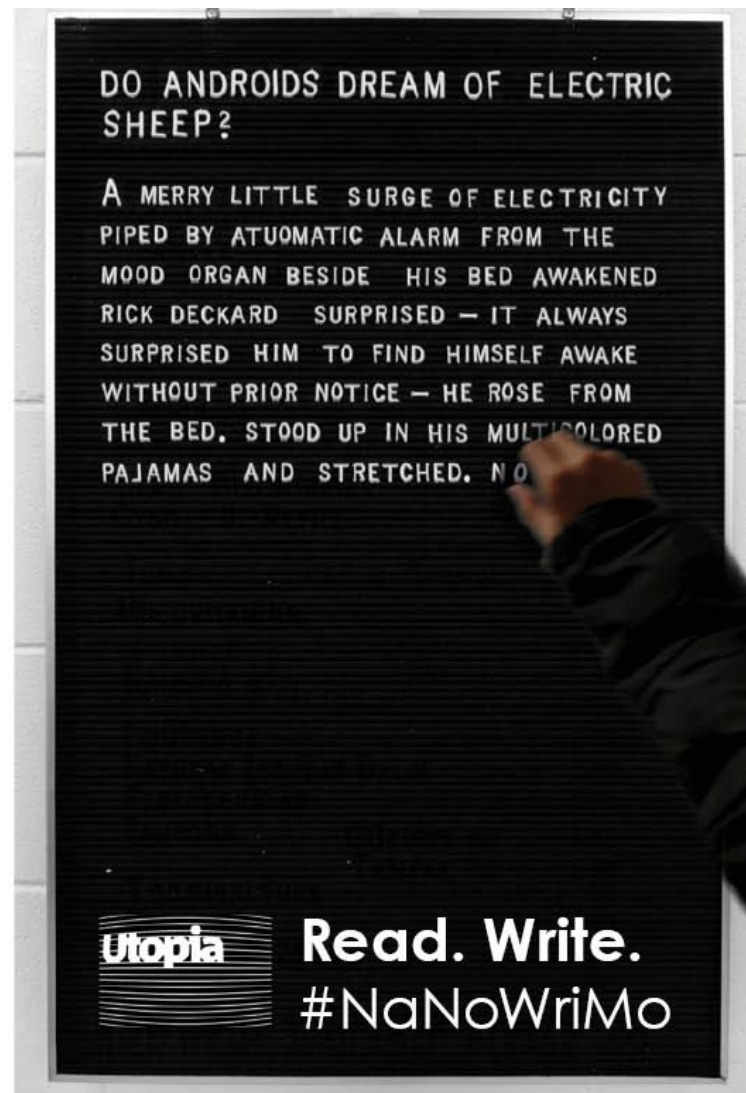 DO ANDROIDS DREAM OF ELECTRIC
SHEEP?
A MERRY LITTLE SURGE OF ELECTRICITY
PIPED BY ATUOMATIC ALARM FROM THE
MOOD ORGAN BESIDE HIS BED AWAKENED
RICK DECKARD SURPRISED — IT ALWAYS
SURPRISED HIM TO FIND HIMSELF AWAKE
WITHOUT PRIOR NOTICE — HE ROSE FROM
THE BED. STOOD UP IN HIS MULTICOLORED
PAJAMAS AND STRETCHED. NO
Utopia
Read. Write.
#NaNoWriMo